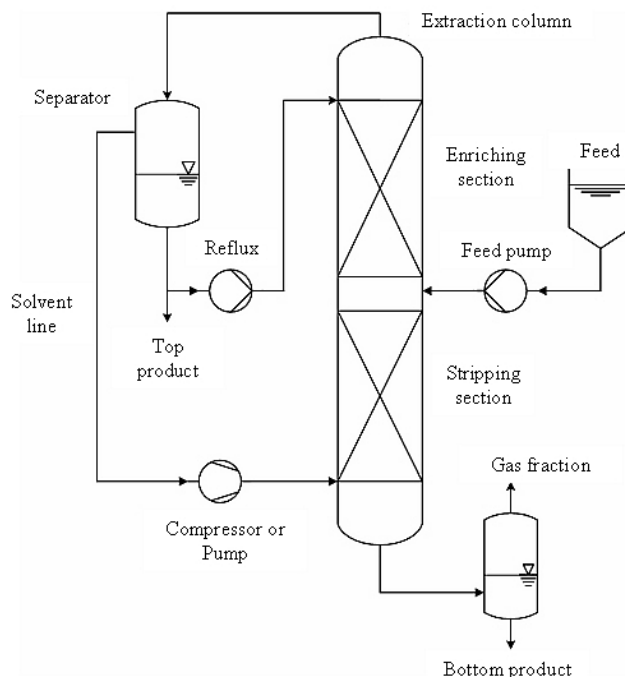 Extraction column
Separator
Enriching
section
Feed
Reflux
Feed pump
Solvent
line
Top
product
Stripping
section
Gas fraction
Compressor or
Pump
Bottom product